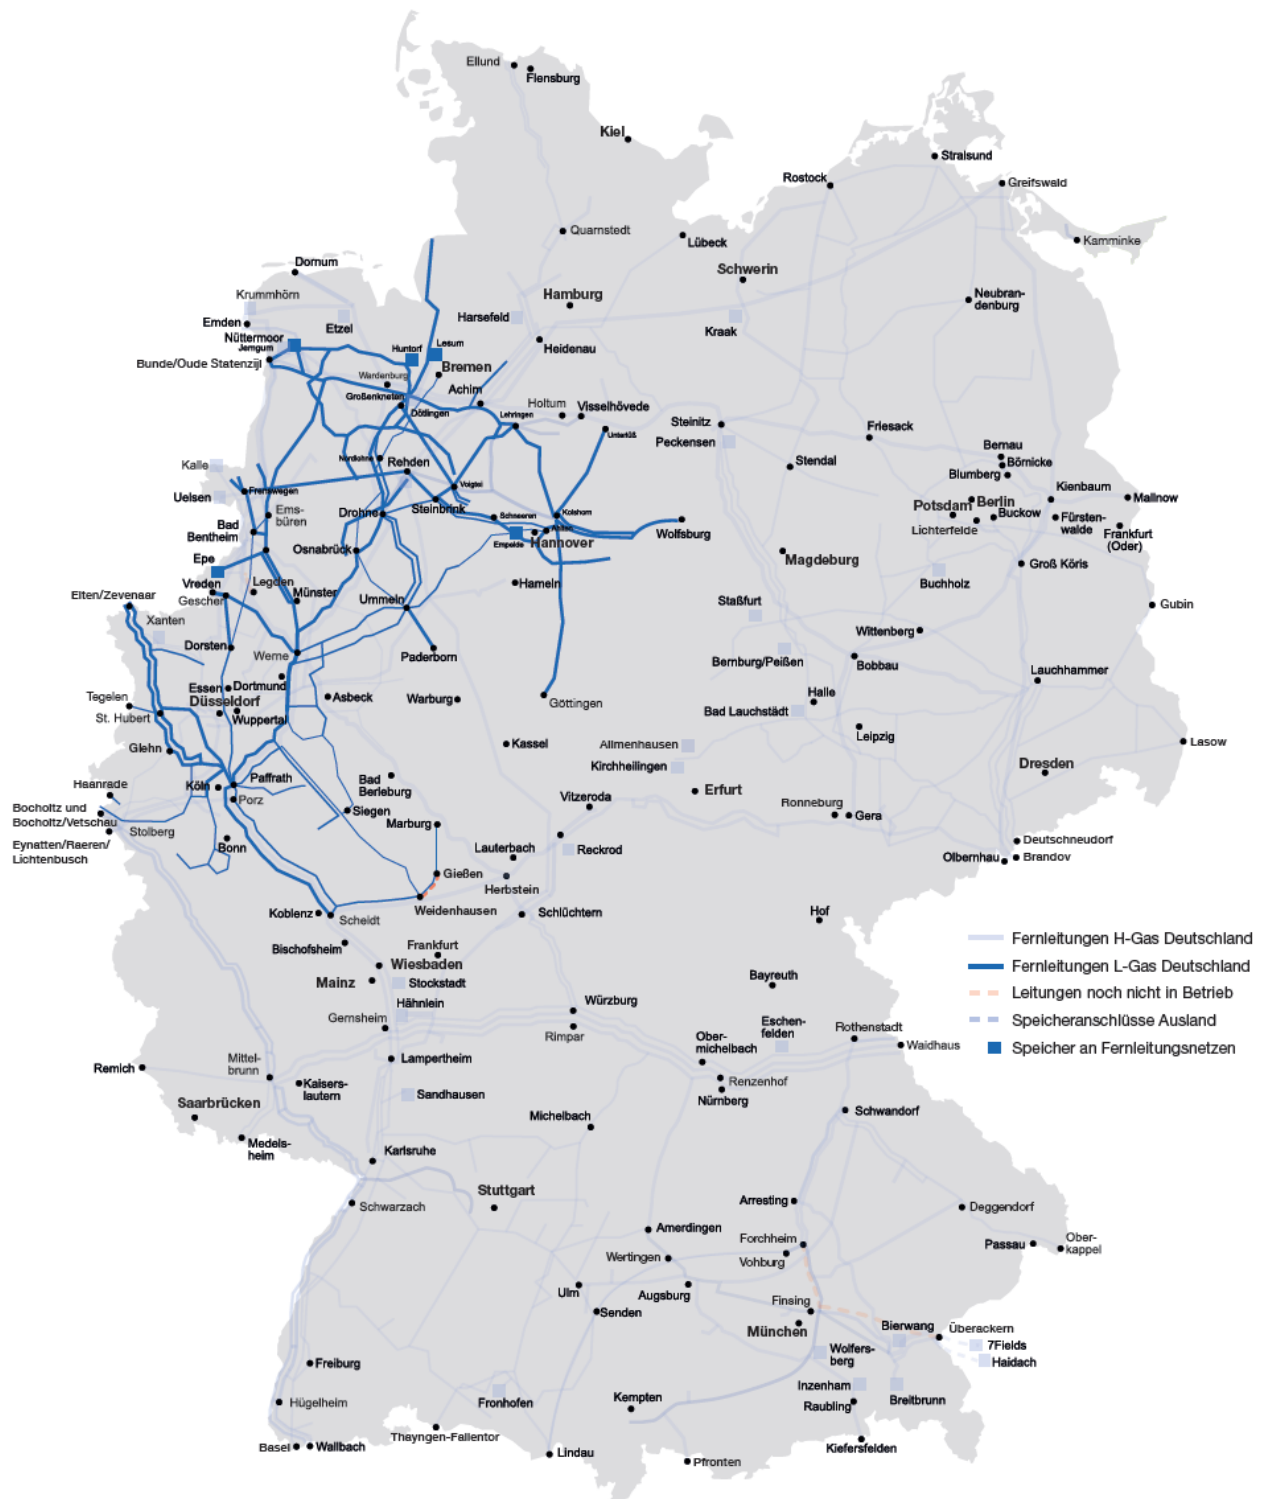 Ellund
Flensburg
Kiel
Stralsund
Rostock
Greifswald
Quarnstedt
Lübeck
Kamminke
Dornum
Schwerin
Krummhörn
Hamburg
Neubran-
denburg
Emden
Etzel
Harsefeld
Kraak
Nüttermoor
Jemgum
Huntorf
Lesum
Heidenau
Bunde/Oude Statenzijl
Bremen
Wardenburg
Achim
Großenkneten
Dötlingen
Holtum
Visselhövede
Lehringen
Steinitz
Friesack
Unterlüß
Peckensen
Bernau
Börnicke
Kalle
Nordlohne
Rehden
Stendal
Blumberg
Frenswegen
Voigtei
Kienbaum
Mallnow
Uelsen
Ems-
büren
Drohne
Steinbrink
Schneeren
Kolshorn
Potsdam
Berlin
Buckow
Fürsten-
walde
Bad
Bentheim
Ahlten
Lichterfelde
Frankfurt
(Oder)
Empelde
Hannover
Wolfsburg
Osnabrück
Epe
Magdeburg
Groß Köris
Vreden
Legden
Hameln
Buchholz
Elten/Zevenaar
Gescher
Münster
Ummeln
Staßfurt
Gubin
Xanten
Wittenberg
Dorsten
Werne
Paderborn
Bernburg/Peißen
Bobbau
Lauchhammer
Essen
Dortmund
Tegelen
Düsseldorf
Asbeck
Warburg
Göttingen
Halle
St. Hubert
Wuppertal
Bad Lauchstädt
Leipzig
Glehn
Kassel
Allmenhausen
Lasow
Kirchheilingen
Dresden
Haanrade
Köln
Paffrath
Bad
Berleburg
Erfurt
Porz
Vitzeroda
Ronneburg
Gera
Bocholtz und
Bocholtz/Vetschau
Siegen
Marburg
Stolberg
Eynatten/Raeren/
Lichtenbusch
Bonn
Lauterbach
Reckrod
Deutschneudorf
Olbernhau
Brandov
Gießen
Herbstein
Weidenhausen
Koblenz
Scheidt
Schlüchtern
Hof
Bischofsheim
Frankfurt
Wiesbaden
Mainz
Stockstadt
Bayreuth
Hähnlein
Würzburg
Gernsheim
Rimpar
Eschen-
felden
Rothenstadt
Ober-
michelbach
Waidhaus
Mittel-
brunn
Lampertheim
Remich
Kaisers-
lautern
Renzenhof
Nürnberg
Sandhausen
Saarbrücken
Michelbach
Schwandorf
Medels-
heim
Karlsruhe
Stuttgart
Schwarzach
Arresting
Deggendorf
Amerdingen
Forchheim
Passau
Ober-
kappel
Wertingen
Vohburg
Ulm
Augsburg
Finsing
Senden
München
Bierwang
Überackern
7Fields
Wolfers-
berg
Haidach
Freiburg
Inzenham
Hügelheim
Fronhofen
Kempten
Raubling
Breitbrunn
Basel
Wallbach
Thayngen-Fallentor
Lindau
Pfronten
Kiefersfelden
Fernleitungen H-Gas Deutschland
Fernleitungen L-Gas Deutschland
Leitungen noch nicht in Betrieb
Speicheranschlüsse Ausland
Speicher an Fernleitungsnetzen